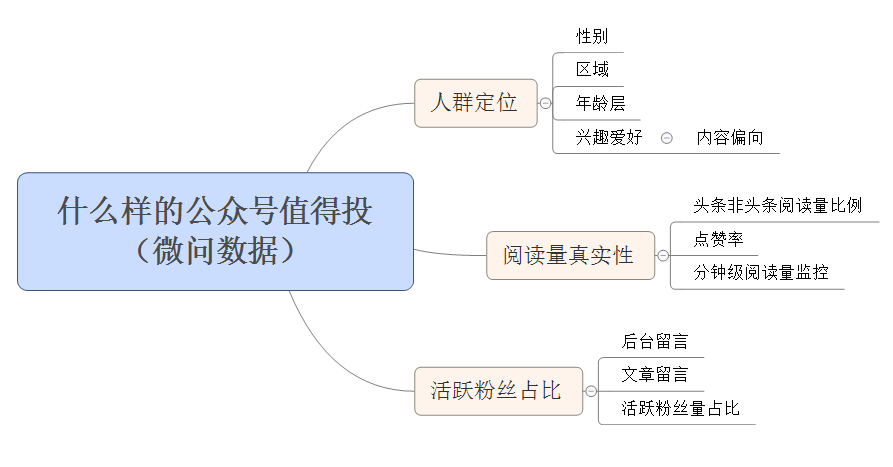 什么样的公众号值得投
（微问数据）
人群定位
性别
区域
年龄层
兴趣爱好
内容偏向
阅读量真实性
头条非头条阅读量比例
点赞率
分钟级阅读量监控
活跃粉丝占比
后台留言
文章留言
活跃粉丝量占比